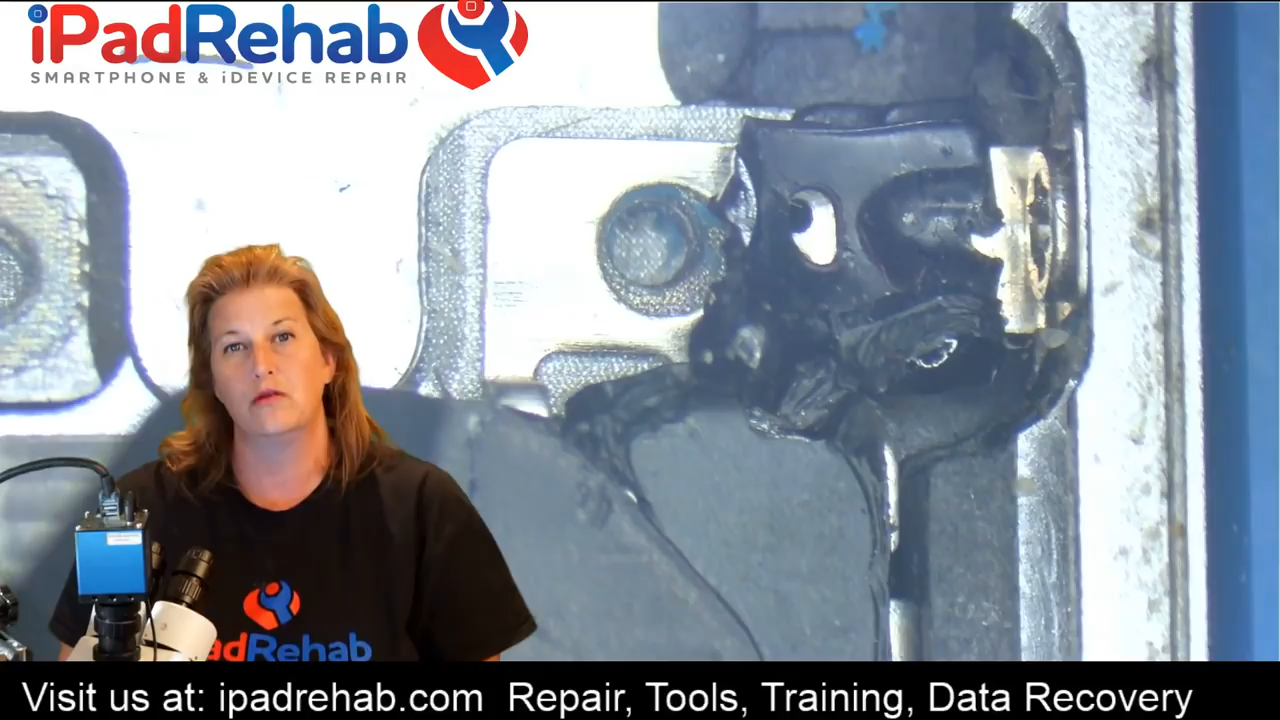 iPadRehab
SMARTPHONE & iDEVICE REPAIR
adRehab
Visit us at: ipadrehab.com Repair, Tools, Training, Data Recovery